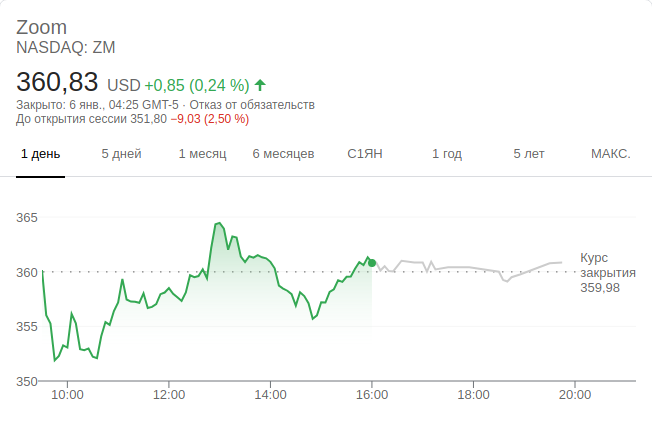 Zoom
NASDAQ: ZM
360,83 USD +0,85 (0,24 %)
Закрыто: 6 янв., 04:25 GMT-5 · Отказ от обязательств
До открытия сессии 351,80 −9,03 (2,50 %)
1 день 5 дней 1 месяц 6 месяцев С1ЯН 1 год 5 лет МАКС.
365
360
355
350
Курс
закрытия
359,98
10:00 12:00 14:00 16:00 18:00 20:00